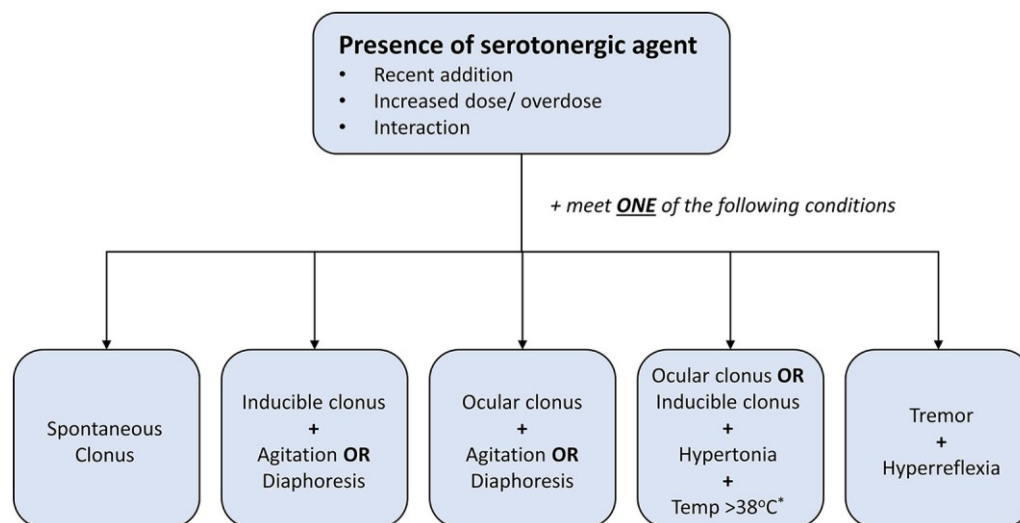 Presence of serotonergic agent
• Recent addition
• Increased dose/ overdose
• Interaction
+ meet ONE of the following conditions
Spontaneous
Clonus
Inducible clonus
+
Agitation OR
Diaphoresis
Ocular clonus
+
Agitation OR
Diaphoresis
Ocular clonus OR
Inducible clonus
+
Hypertonia
+
Temp >38°C*
Tremor
+
Hyperreflexia